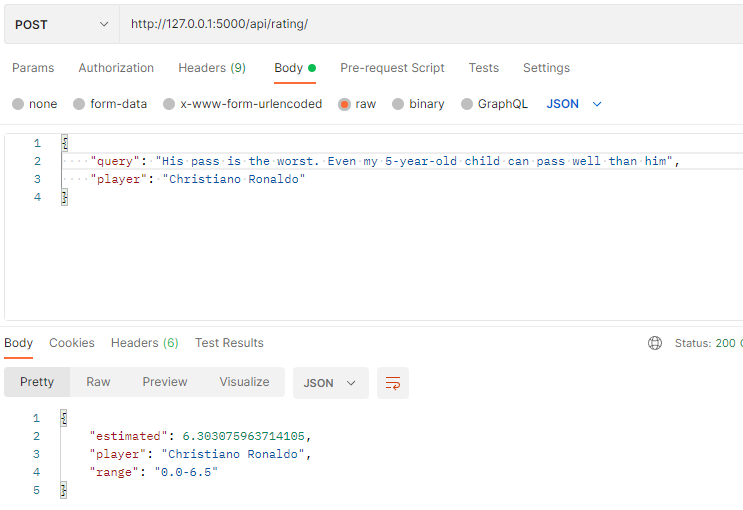 POST http://127.0.0.1:5000/api/rating/
Params Authorization Headers (9) Body Pre-request Script Tests Settings
none form-data x-www-form-urlencoded raw binary GraphQL JSON
1 {
2 "query": "His pass is the worst. Even my 5-year-old child can pass well than him",
3 "player": "Christiano Ronaldo"
4 }
Body Cookies Headers (6) Test Results Status: 200
Pretty Raw Preview Visualize JSON
1 {
2 "estimated": 6.303075963714105,
3 "player": "Christiano Ronaldo",
4 "range": "0.0-6.5"
5 }